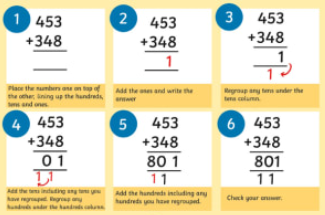 1
453
+348
Place the numbers one on top of
the other, lining up the hundreds,
tens and ones.
2
453
+348
1
Add the ones and write the
answer
3
453
+348
1
1
Regroup any tens under the
tens column.
4
453
+348
0 1
1 1
Add the tens including any tens you
have regrouped. Regroup any
hundreds under the hundreds column.
5
453
+348
80 1
1 1
Add the hundreds including any
hundreds you have regrouped.
6
453
+348
801
1 1
Check your answer.